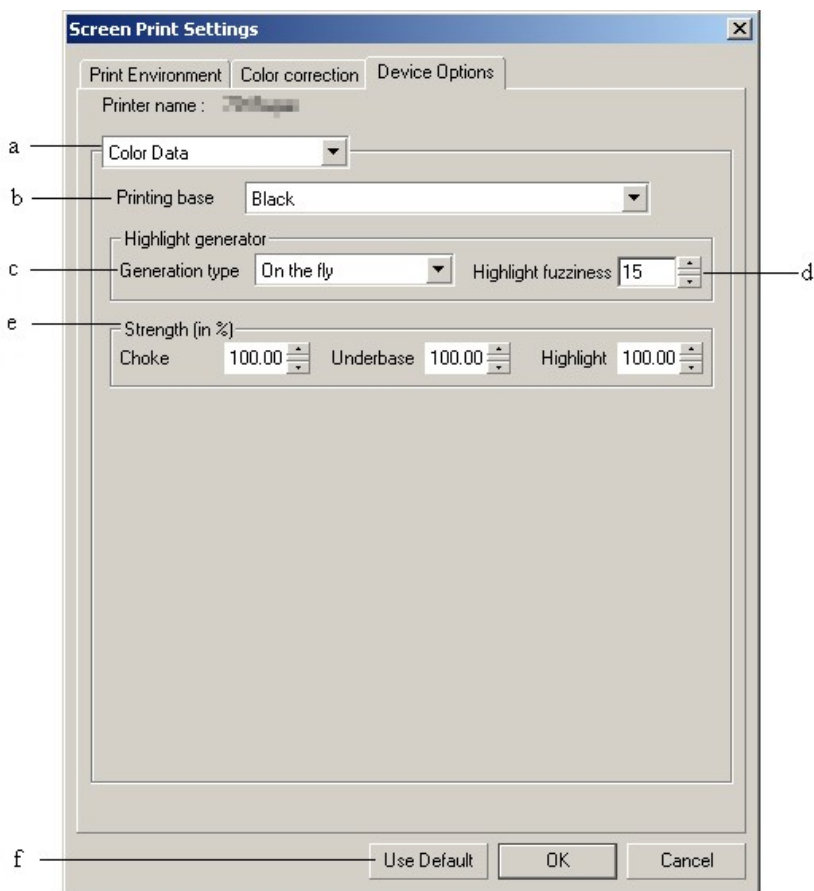 Screen Print Settings
Print Environment Color correction Device Options
Printer name :
a Color Data
b Printing base Black
Highlight generator
c Generation type On the fly Highlight fuzziness 15 d
e Strength (in %)
Choke 100.00 Underbase 100.00 Highlight 100.00
f Use Default OK Cancel